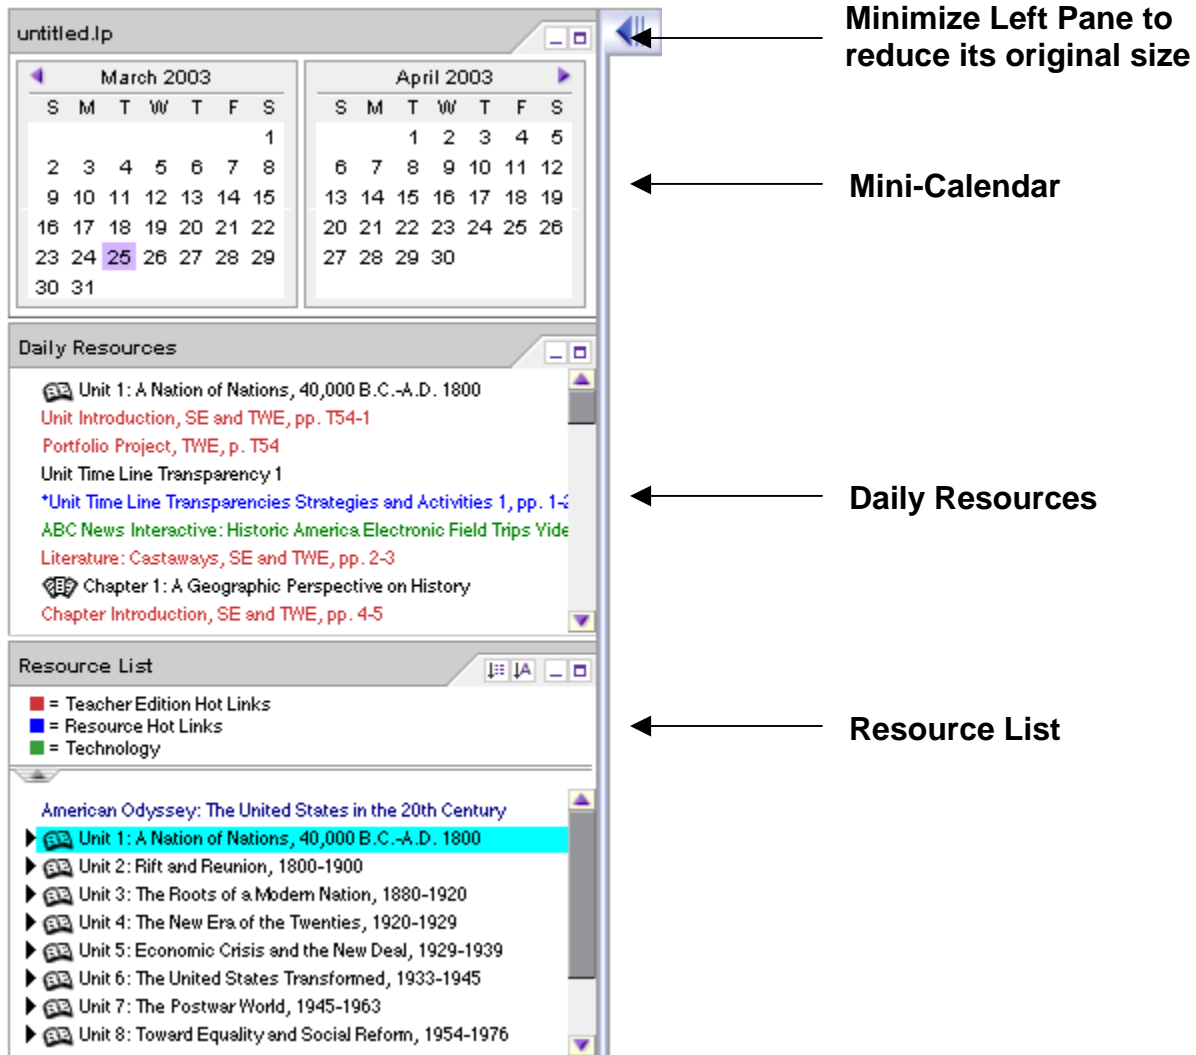 untitled.lp
Minimize Left Pane to
reduce its original size
March 2003
S M T W T F S
1
2 3 4 5 6 7 8
9 10 11 12 13 14 15
16 17 18 19 20 21 22
23 24 25 26 27 28 29
30 31
April 2003
S M T W T F S
1 2 3 4 5
6 7 8 9 10 11 12
13 14 15 16 17 18 19
20 21 22 23 24 25 26
27 28 29 30
Mini-Calendar
Daily Resources
Unit 1: A Nation of Nations, 40,000 B.C.-A.D. 1800
Unit Introduction, SE and TWE, pp. T54-1
Portfolio Project, TWE, p. T54
Unit Time Line Transparency 1
*Unit Time Line Transparencies Strategies and Activities 1, pp. 1-
ABC News Interactive: Historic America Electronic Field Trips Vide
Literature: Castaways, SE and TWE, pp. 2-3
Chapter 1: A Geographic Perspective on History
Chapter Introduction, SE and TWE, pp. 4-5
Daily Resources
Resource List
A
= Teacher Edition Hot Links
= Resource Hot Links
= Technology
Resource List
American Odyssey: The United States in the 20th Century
Unit 1: A Nation of Nations, 40,000 B.C.-A.D. 1800
Unit 2: Rift and Reunion, 1800-1900
Unit 3: The Roots of a Modern Nation, 1880-1920
Unit 4: The New Era of the Twenties, 1920-1929
Unit 5: Economic Crisis and the New Deal, 1929-1939
Unit 6: The United States Transformed, 1933-1945
Unit 7: The Postwar World, 1945-1963
Unit 8: Toward Equality and Social Reform, 1954-1976